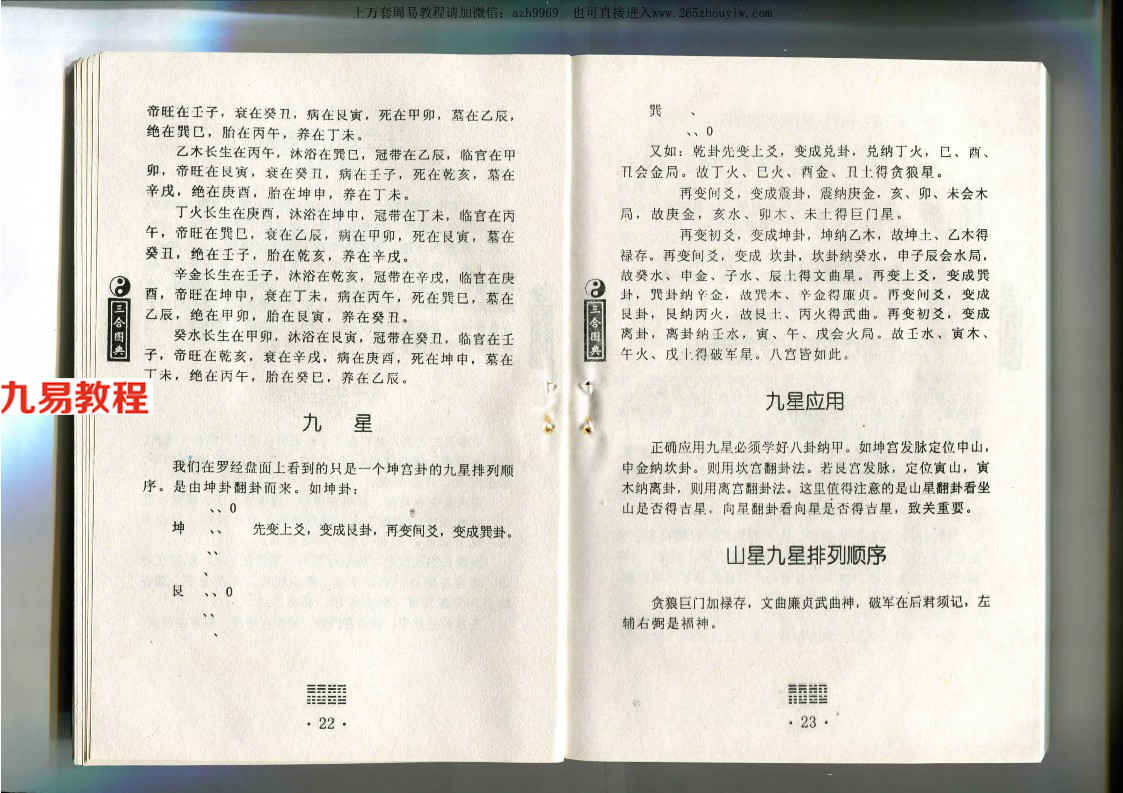 上万套周易教程请加微信：azh9969 也可直接进入www.265zhouyiw.com
帝旺在壬子，衰在癸丑，病在艮寅，死在甲卯，墓在乙辰，
绝在巽巳，胎在丙午，养在丁未。
乙木长生在丙午，沐浴在巽巳，冠带在乙辰，临官在甲
卯，帝旺在艮寅，衰在癸丑，病在壬子，死在乾亥，墓在
辛戌，绝在庚酉，胎在坤申，养在丁未。
丁火长生在庚酉，沐浴在坤申，冠带在丁未，临官在丙
午，帝旺在巽巳，衰在乙辰，病在甲卯，死在艮寅，墓在
癸丑，绝在壬子，胎在乾亥，养在辛戌。
辛金长生在壬子，沐浴在乾亥，冠带在辛戌，临官在庚
酉，帝旺在坤申，衰在丁未，病在丙午，死在巽巳，墓在
乙辰，绝在甲卯，胎在艮寅，养在癸丑。
癸水长生在甲卯，沐浴在艮寅，冠带在癸丑，临官在壬
子，帝旺在乾亥，衰在辛戌，病在庚酉，死在坤申，墓在
丁未，绝在丙午，胎在癸巳，养在乙辰。
三合图典
九易教程
九 星
我们在罗经盘面上看到的只是一个坤宫卦的九星排列顺
序。是由坤卦翻卦而来。如坤卦：
、、0
坤 、、 先变上爻，变成艮卦，再变间爻，变成巽卦。
、、
、
艮 、、0
、、
、
·22·
巽 、
、、0
又如：乾卦先变上爻，变成兑卦，兑纳丁火，巳、酉、
丑会金局。故丁火、巳火、酉金、丑土得贪狼星。
再变间爻，变成震卦，震纳庚金，亥、卯、未会木
局，故庚金，亥水、卯木、未土得巨门星。
再变初爻，变成坤卦，坤纳乙木，故坤土、乙木得
禄存。再变间爻，变成 坎卦，坎卦纳癸水，申子辰会水局，
故癸水、申金、子水、辰土得文曲星。再变上爻，变成巽
卦，巽卦纳辛金，故巽木、辛金得廉贞。再变间爻，变成
艮卦，艮纳丙火，故艮土、丙火得武曲。再变初爻，变成
离卦，离卦纳壬水，寅、午、戌会火局。故壬水、寅木、
午火、戌土得破军星。八宫皆如此。
三合图典
九星应用
正确应用九星必须学好八卦纳甲。如坤宫发脉定位申山，
申金纳坎卦。则用坎宫翻卦法。若艮宫发脉，定位寅山，寅
木纳离卦，则用离宫翻卦法。这里值得注意的是山星翻卦看坐
山是否得吉星，向星翻卦看向星是否得吉星，致关重要。
山星九星排列顺序
贪狼巨门加禄存，文曲廉贞武曲神，破军在后君须记，左
辅右弼是福神。
·23·